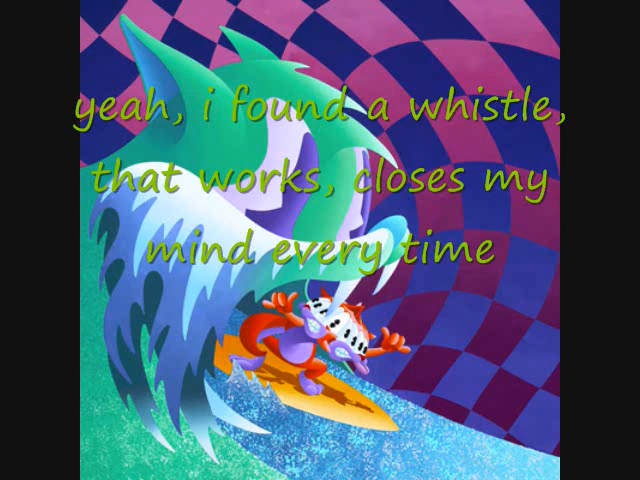 yeah, i found a whistle,
that works, closes my
mind every time